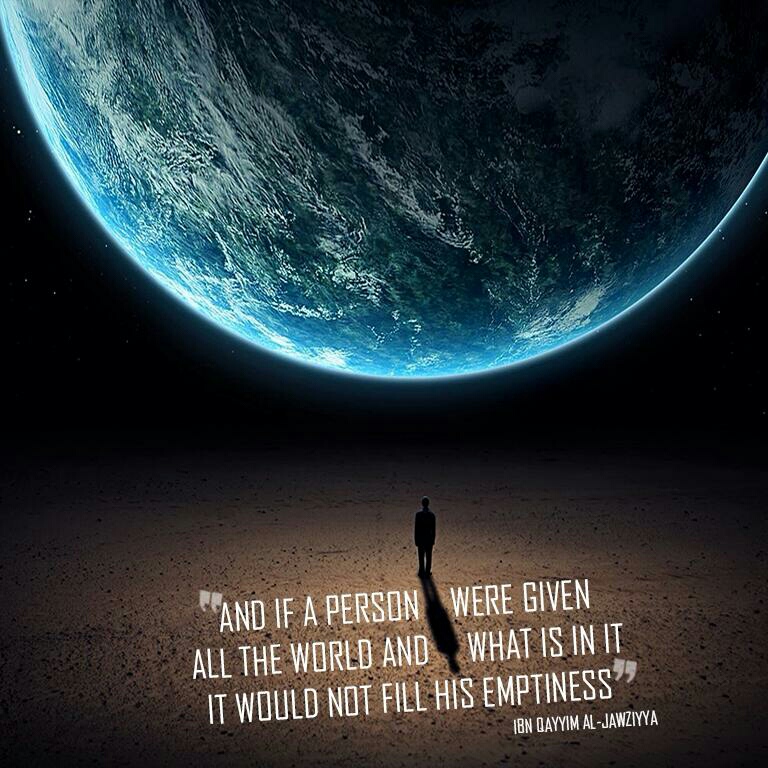 "AND IF A PERSON WERE GIVEN
ALL THE WORLD AND WHAT IS IN IT
IT WOULD NOT FILL HIS EMPTINESS"
IBN QAYYIM AL-JAWZIYYA